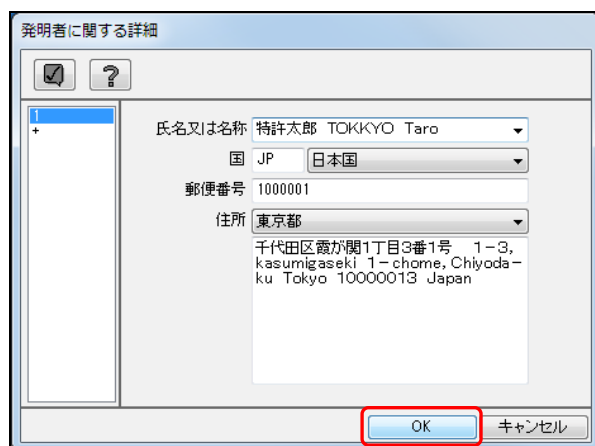 発明者に関する詳細
?
1
+
氏名又は名称 特許太郎 TOKKYO Taro
国 JP 日本国
郵便番号 1000001
住所 東京都
千代田区霞が関1丁目3番1号 1-3,
kasumigaseki 1-chome,Chiyoda-
ku Tokyo 10000013 Japan
OK キャンセル